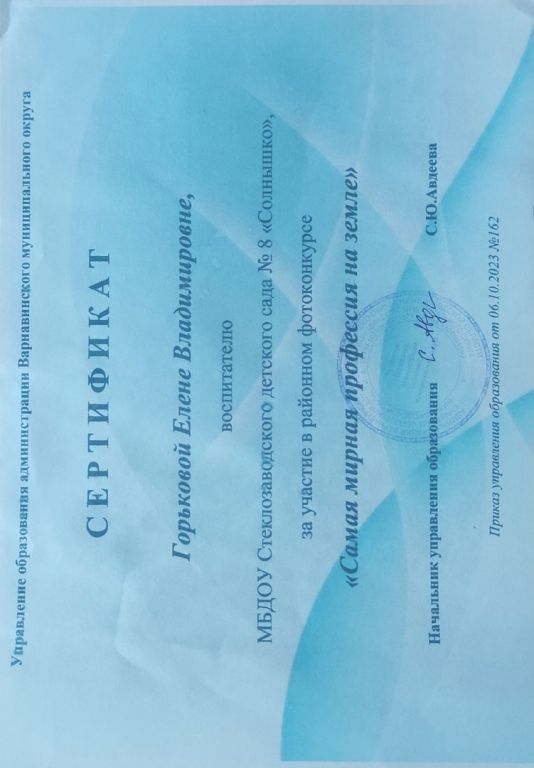 Управление образования администрации Варнавинского муниципального округа
СЕРТИФИКАТ
Горьковой Елене Владимировне,
воспитателю
МБДОУ Стеклозаводского детского сада № 8 «Солнышко»,
за участие в районном фотоконкурсе
«Самая мирная профессия на земле»
Начальник управления образования С.Ю.Авдеева
Приказ управления образования от 06.10.2023 №162